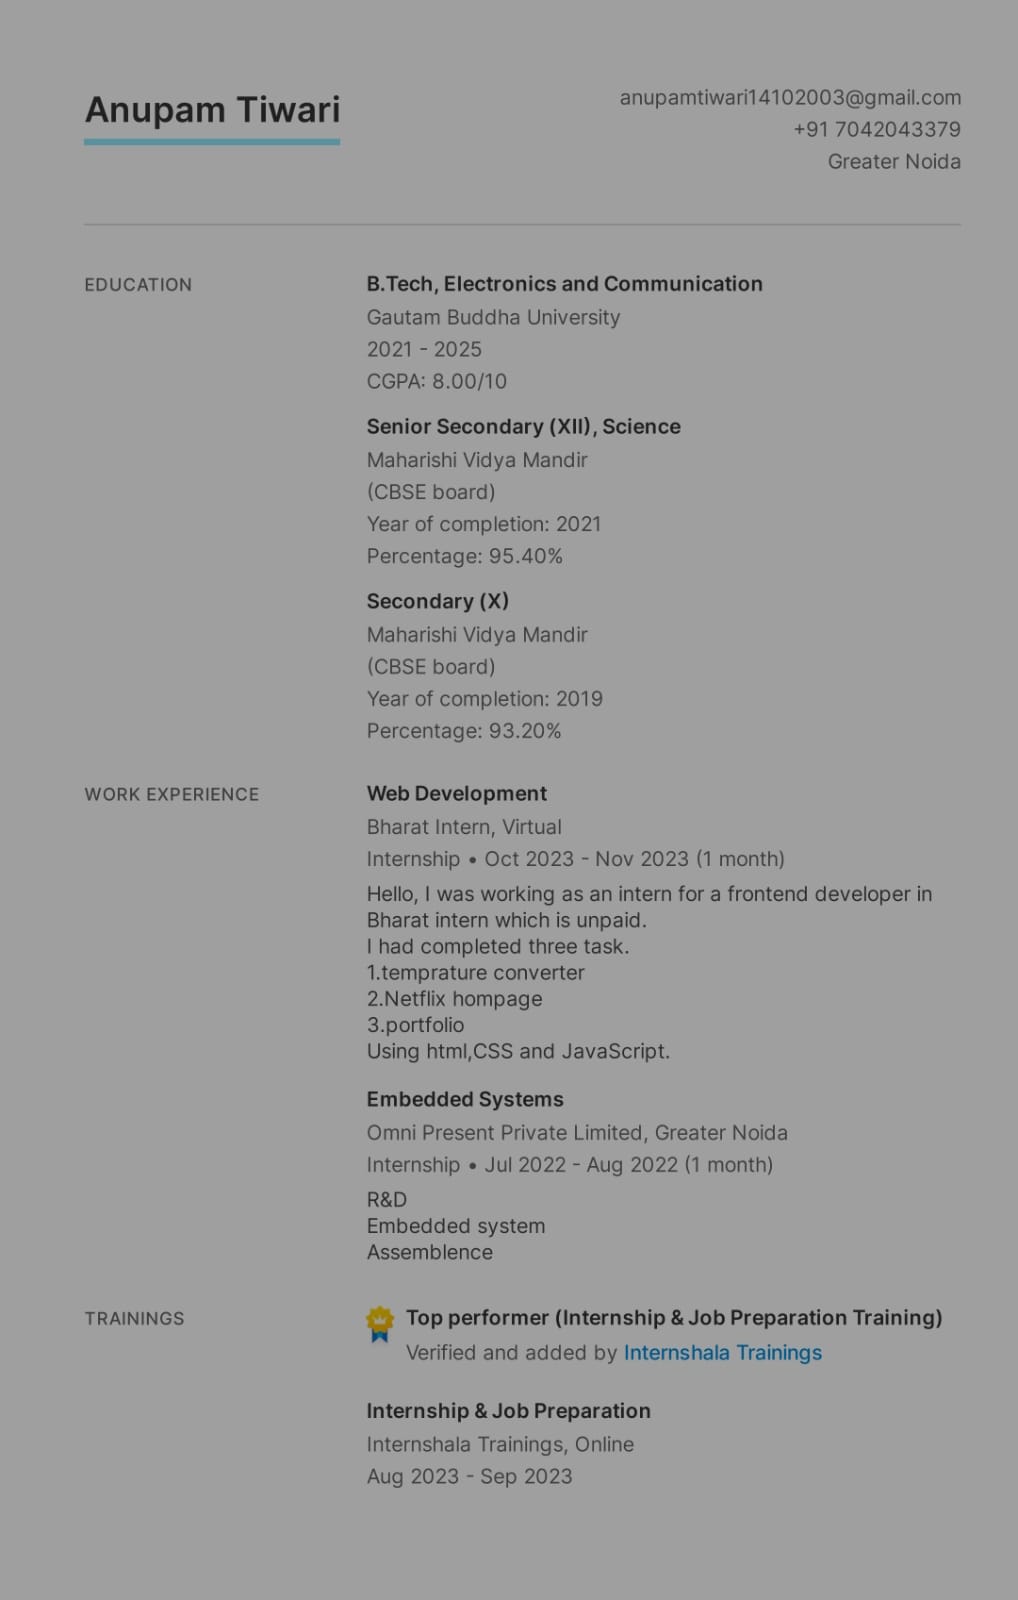 Anupam Tiwari
anupamtiwari14102003@gmail.com
+91 7042043379
Greater Noida
EDUCATION
B.Tech, Electronics and Communication
Gautam Buddha University
2021 - 2025
CGPA: 8.00/10
Senior Secondary (XII), Science
Maharishi Vidya Mandir
(CBSE board)
Year of completion: 2021
Percentage: 95.40%
Secondary (X)
Maharishi Vidya Mandir
(CBSE board)
Year of completion: 2019
Percentage: 93.20%
WORK EXPERIENCE
Web Development
Bharat Intern, Virtual
Internship • Oct 2023 - Nov 2023 (1 month)
Hello, I was working as an intern for a frontend developer in
Bharat intern which is unpaid.
I had completed three task.
1.temprature converter
2.Netflix hompage
3.portfolio
Using html,CSS and JavaScript.
Embedded Systems
Omni Present Private Limited, Greater Noida
Internship • Jul 2022 - Aug 2022 (1 month)
R&D
Embedded system
Assemblence
TRAININGS
Top performer (Internship & Job Preparation Training)
Verified and added by Internshala Trainings
Internship & Job Preparation
Internshala Trainings, Online
Aug 2023 - Sep 2023